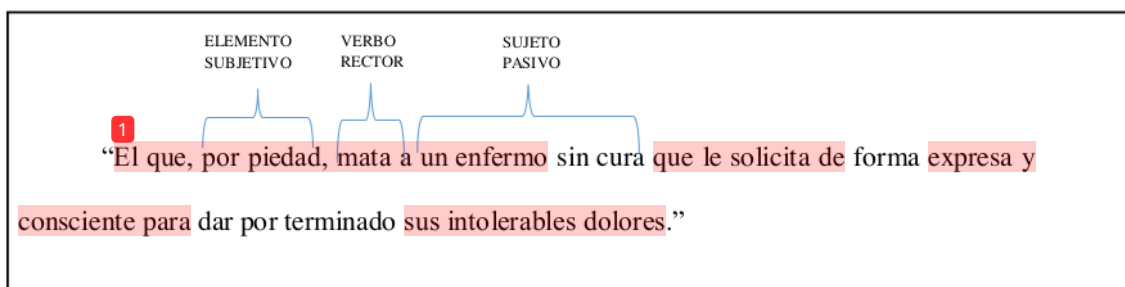 ELEMENTO SUBJETIVO
VERBO RECTOR
SUJETO PASIVO
1
“El que, por piedad, mata a un enfermo sin cura que le solicita de forma expresa y
consciente para dar por terminado sus intolerables dolores.”